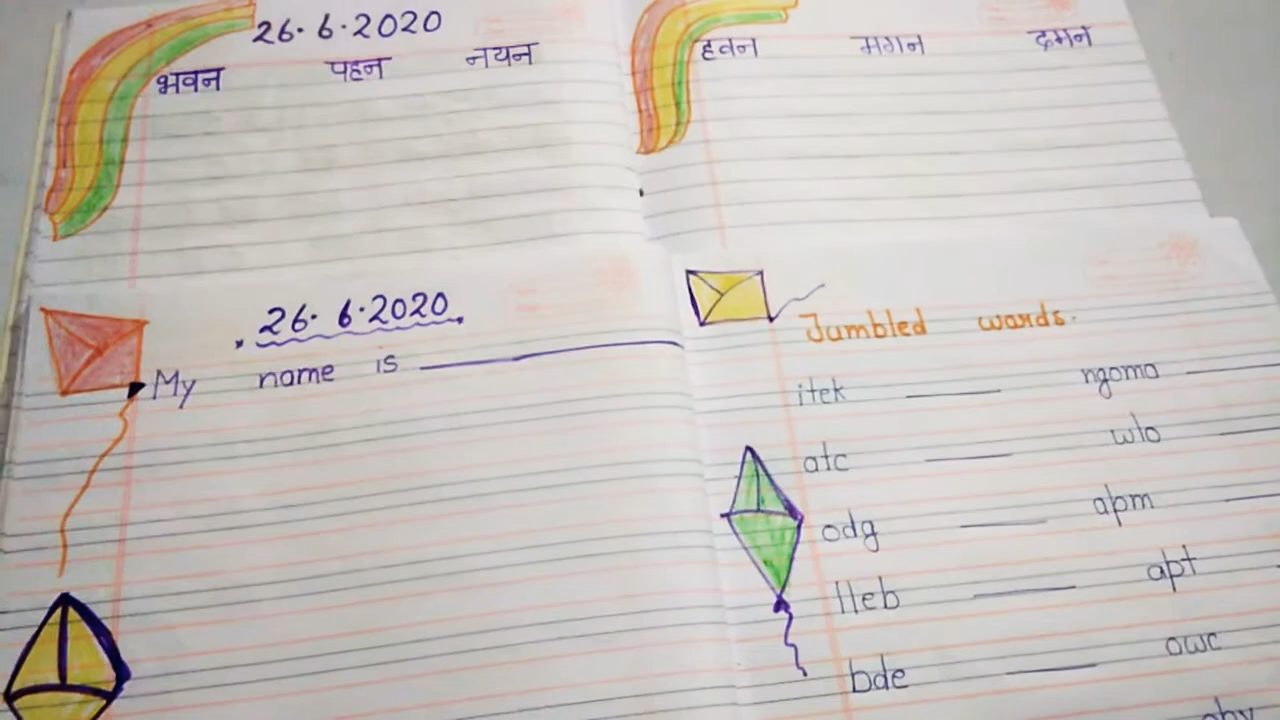 26.6.2020
भवन पहन नयन
हवन मगन दमन
26.6.2020
My name is
Jumbled words.
itek ngoma
atc wlo
odg apm
lleb apt
bde owc